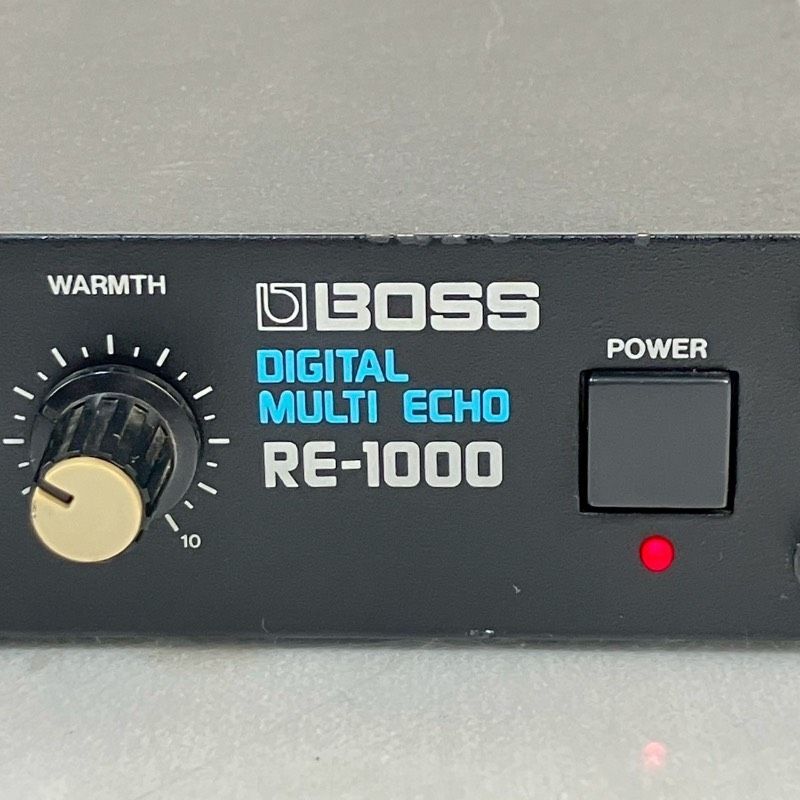 WARMTH
10
BOSS
DIGITAL
MULTI ECHO
RE-1000
POWER